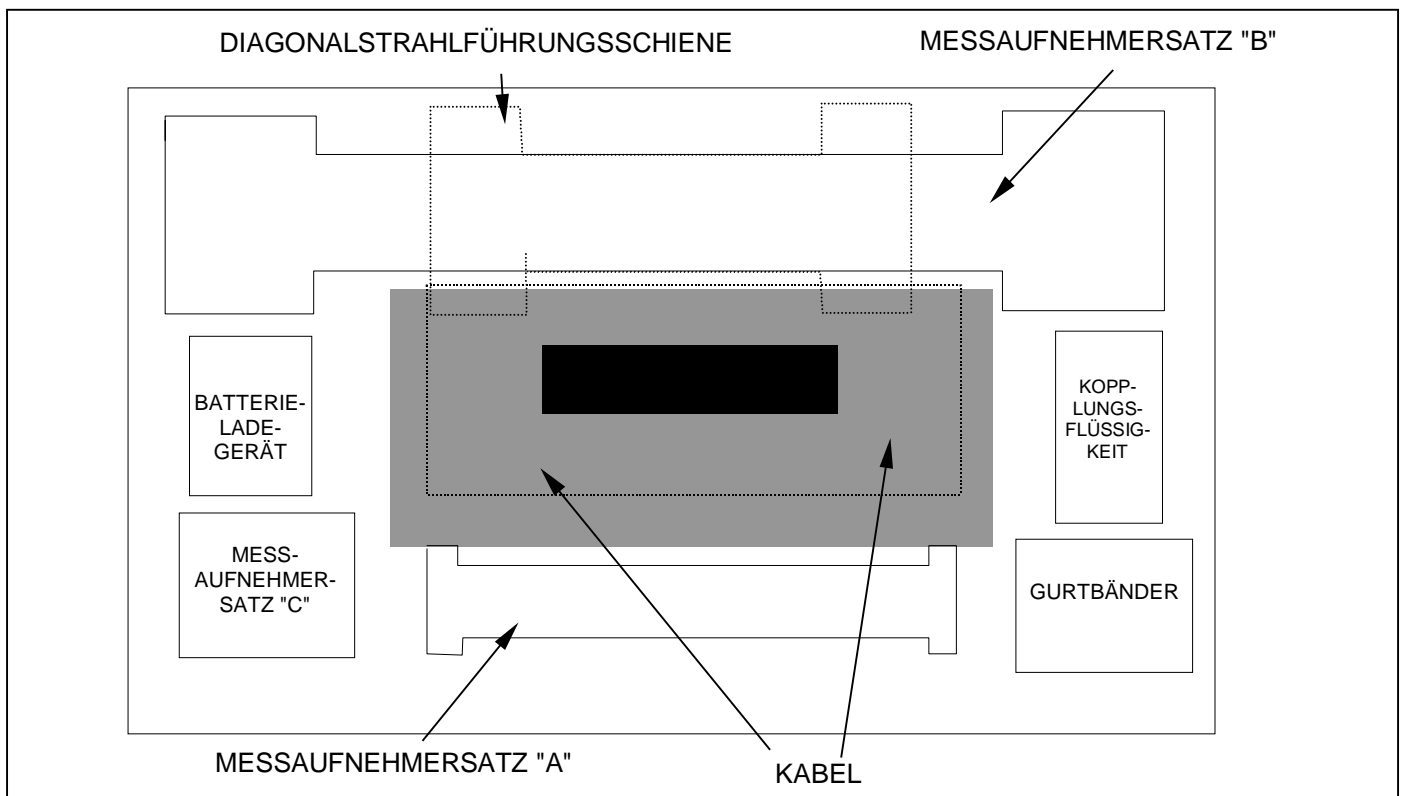 DIAGONALSTRAHLFÜHRUNGSSCHIENE
MESSAUFNEHMERSATZ "B"
BATTERIE-
LADE-
GERÄT
KOPP-
LUNGS-
FLÜSSIG-
KEIT
MESS-
AUFNEHMER-
SATZ "C"
GURTBÄNDER
MESSAUFNEHMERSATZ "A"
KABEL